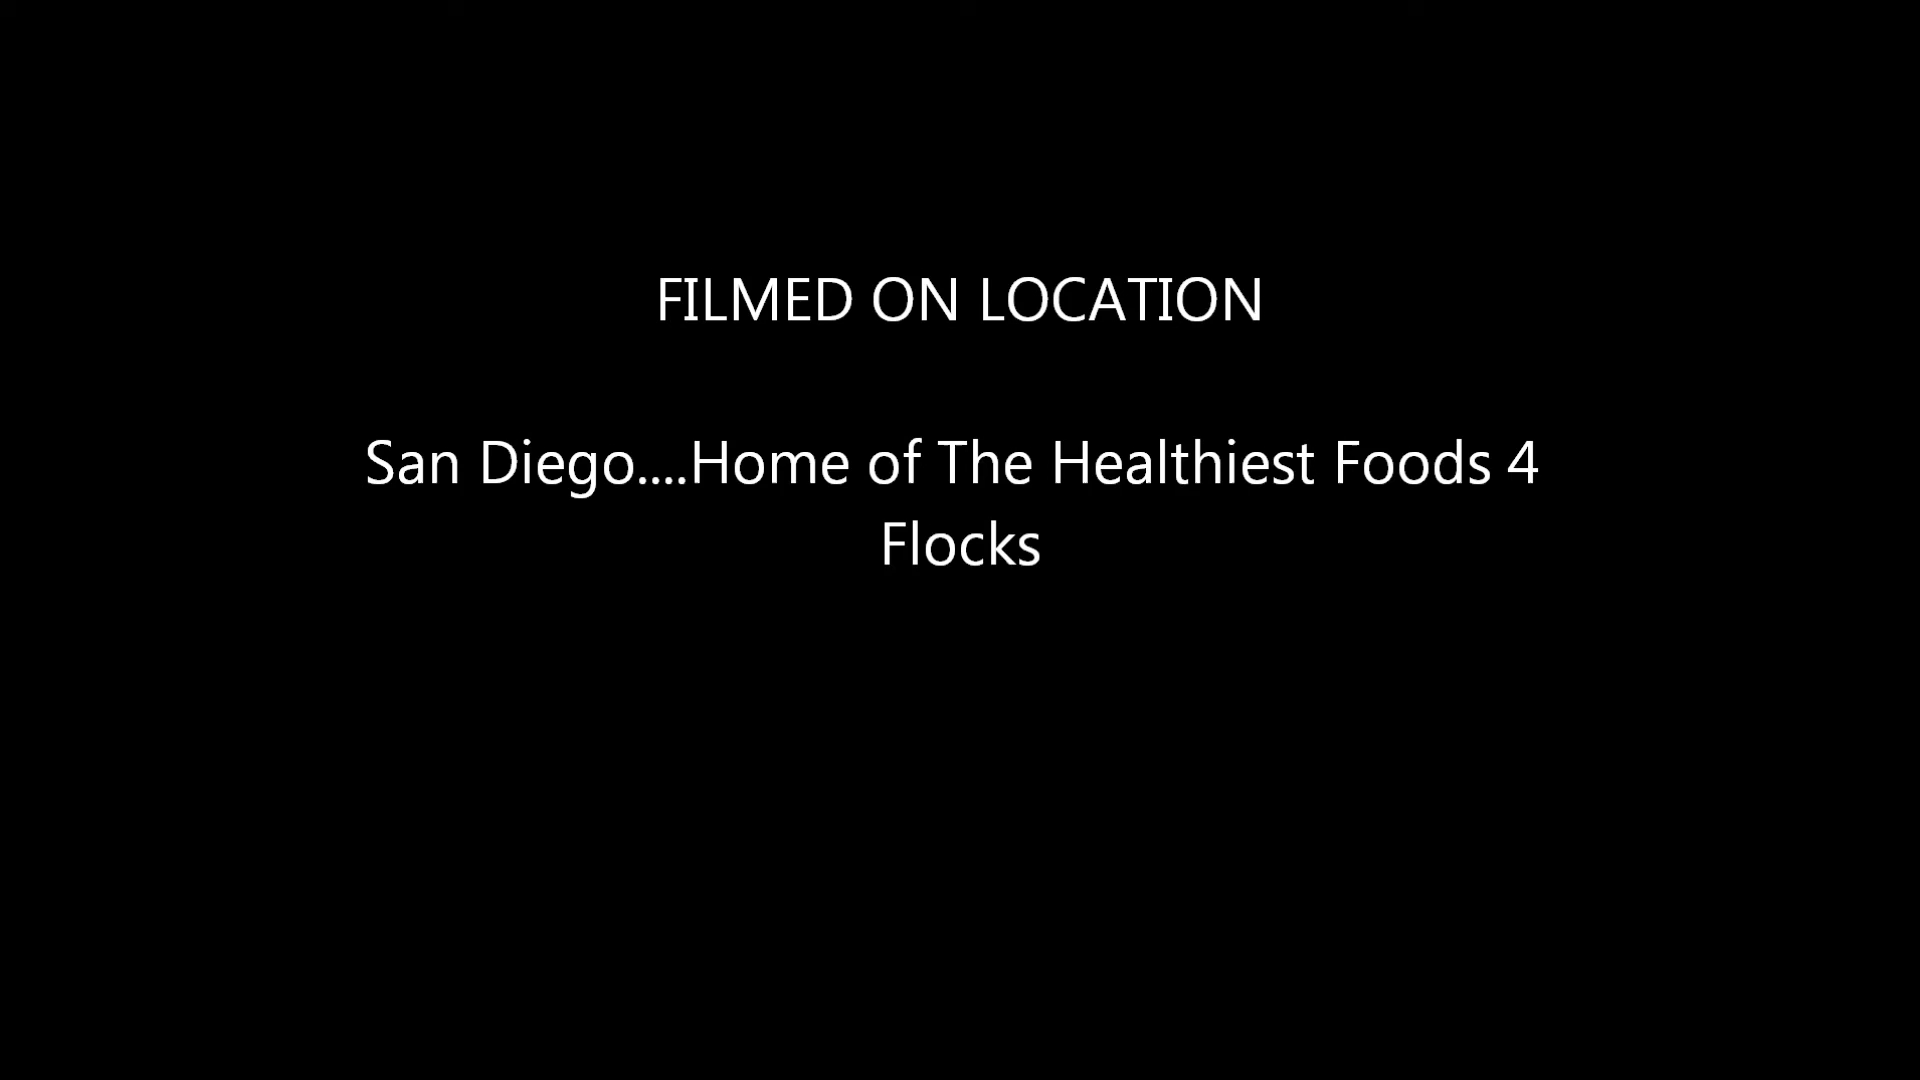 FILMED ON LOCATION
San Diego....Home of The Healthiest Foods 4
Flocks